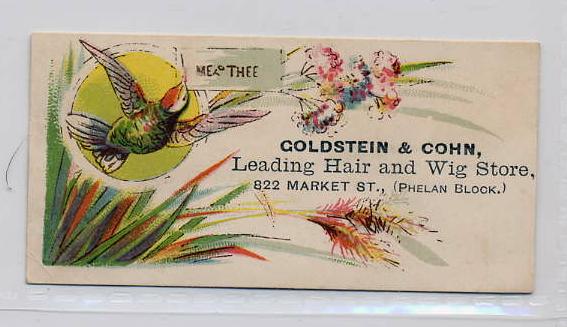 ME & THEE
GOLDSTEIN & COHN,
Leading Hair and Wig Store,
822 MARKET ST., (PHELAN BLOCK.)